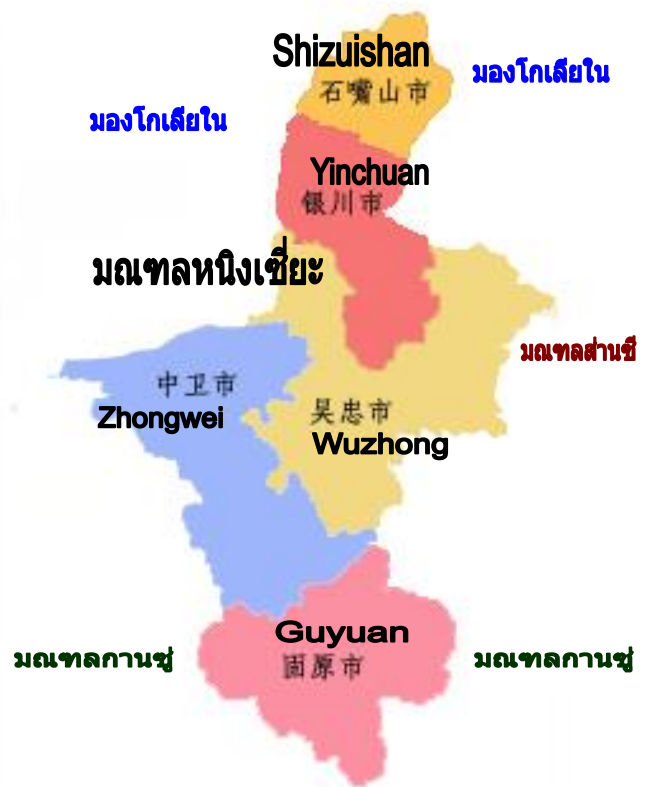 Shizuishan
石嘴山市
มองโกเลียใน
มองโกเลียใน
Yinchuan
银川市
มณฑลหนิงเซี่ยะ
มณฑลส่านซี
中卫市
Zhongwei
吴忠市
Wuzhong
Guyuan
固原市
มณฑลกานซู่
มณฑลกานซู่